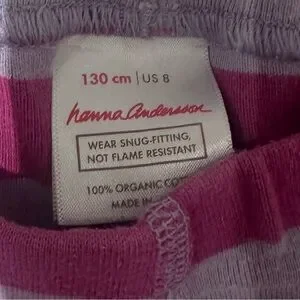 130 cm | US 8
hanna andersson
WEAR SNUG-FITTING,
NOT FLAME RESISTANT
100% ORGANIC
MADE IN